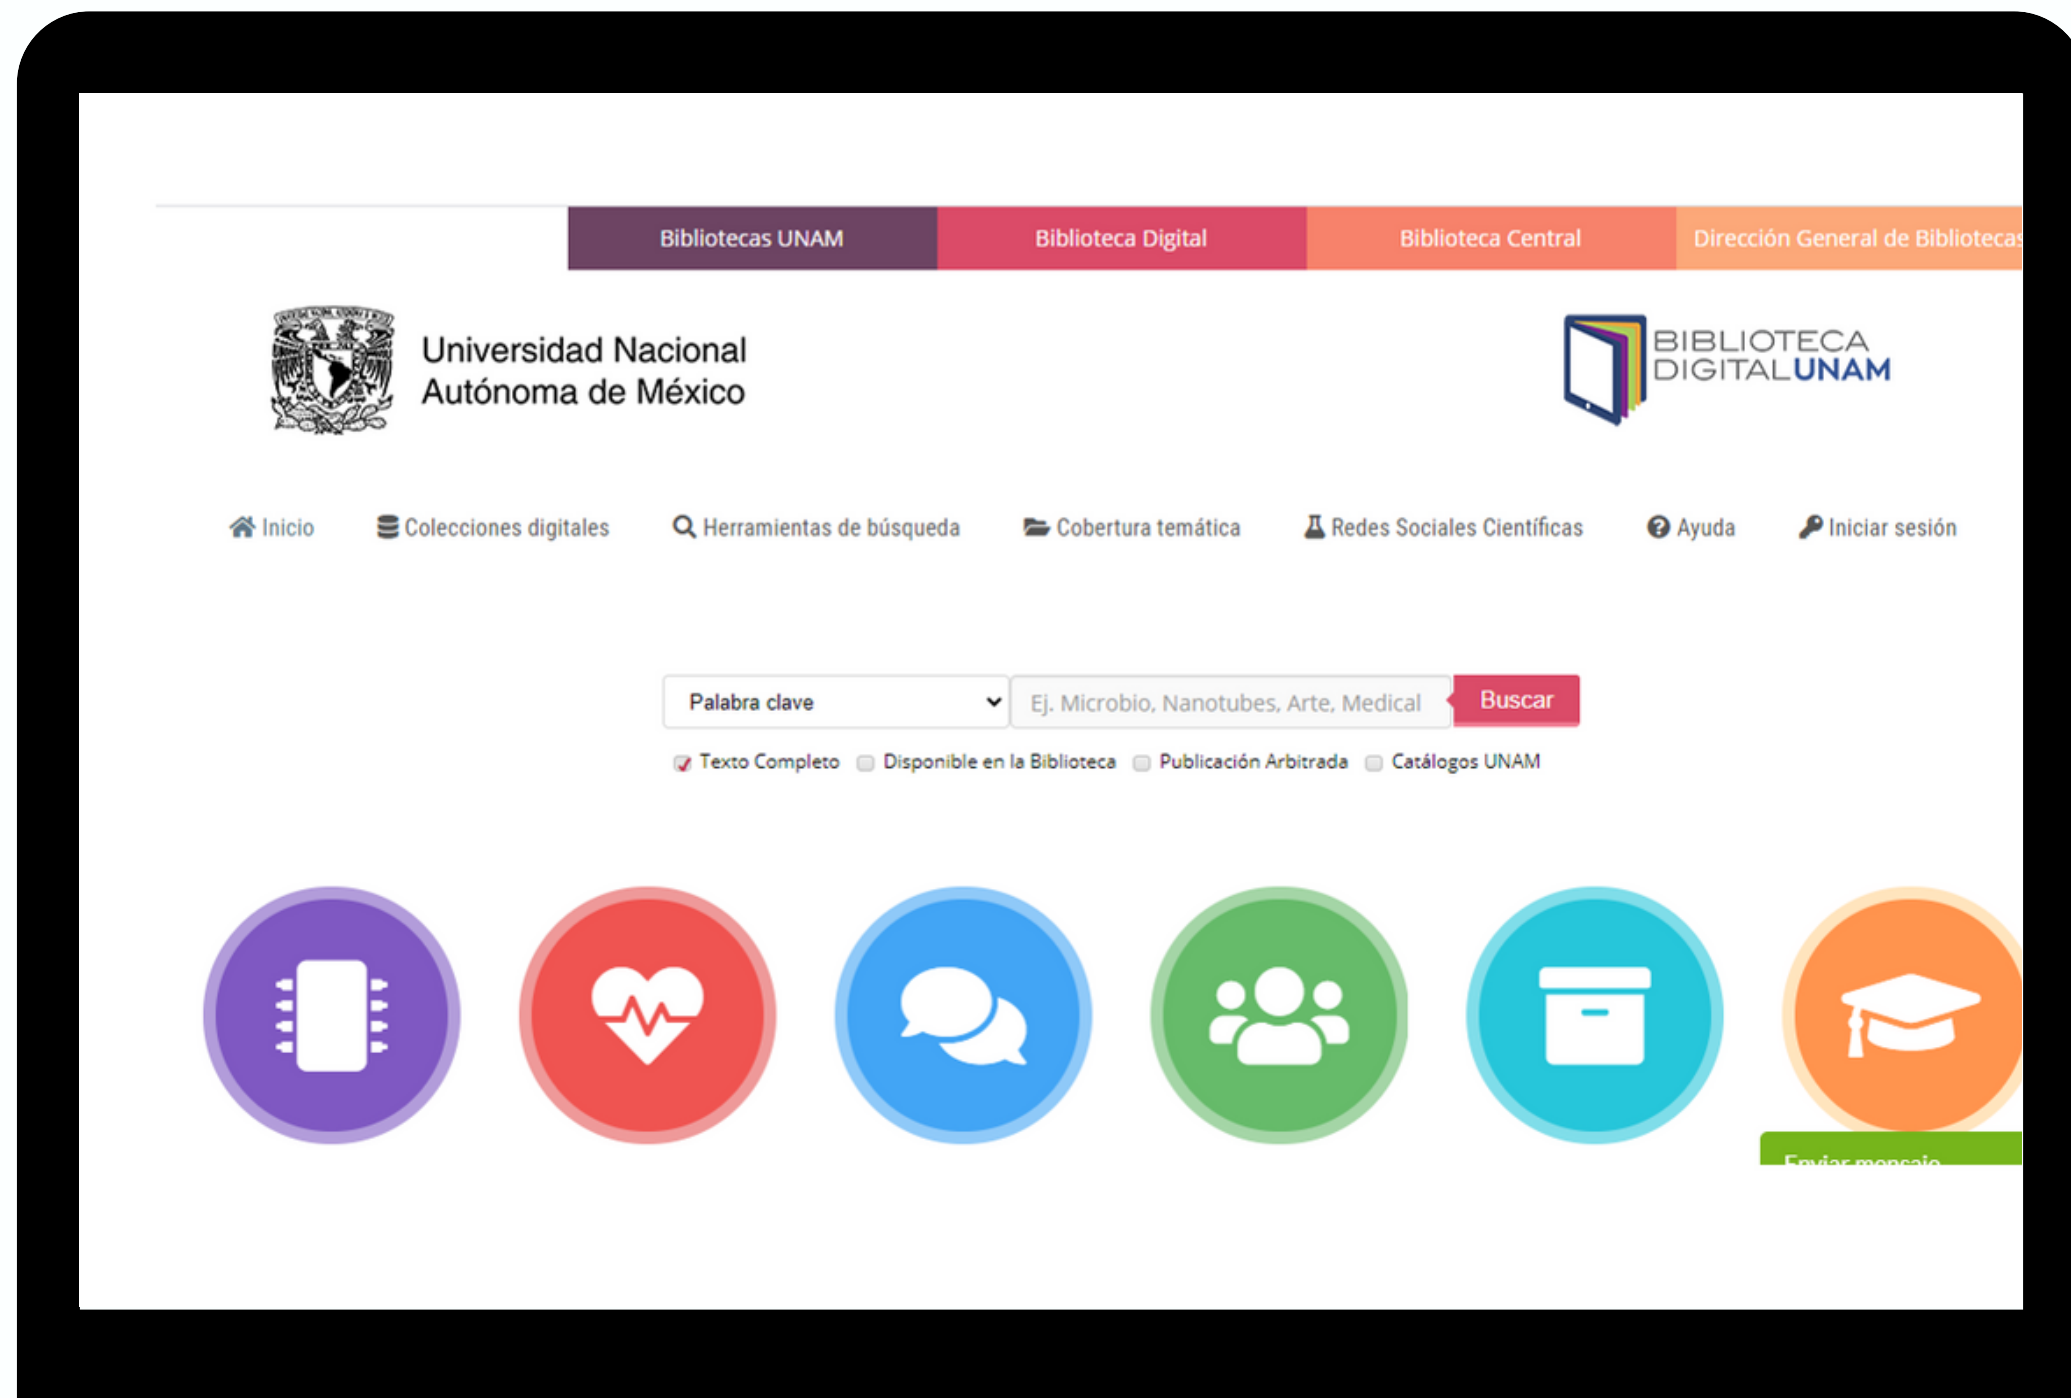 Bibliotecas UNAM
Biblioteca Digital
Biblioteca Central
Dirección General de Bibliotecas
Universidad Nacional
Autónoma de México
BIBLIOTECA
DIGITALUNAM
Inicio
Colecciones digitales
Herramientas de búsqueda
Cobertura temática
Redes Sociales Científicas
Ayuda
Iniciar sesión
Palabra clave
Ej. Microbio, Nanotubes, Arte, Medical
Buscar
Texto Completo
Disponible en la Biblioteca
Publicación Arbitrada
Catálogos UNAM
Enviar mensaje